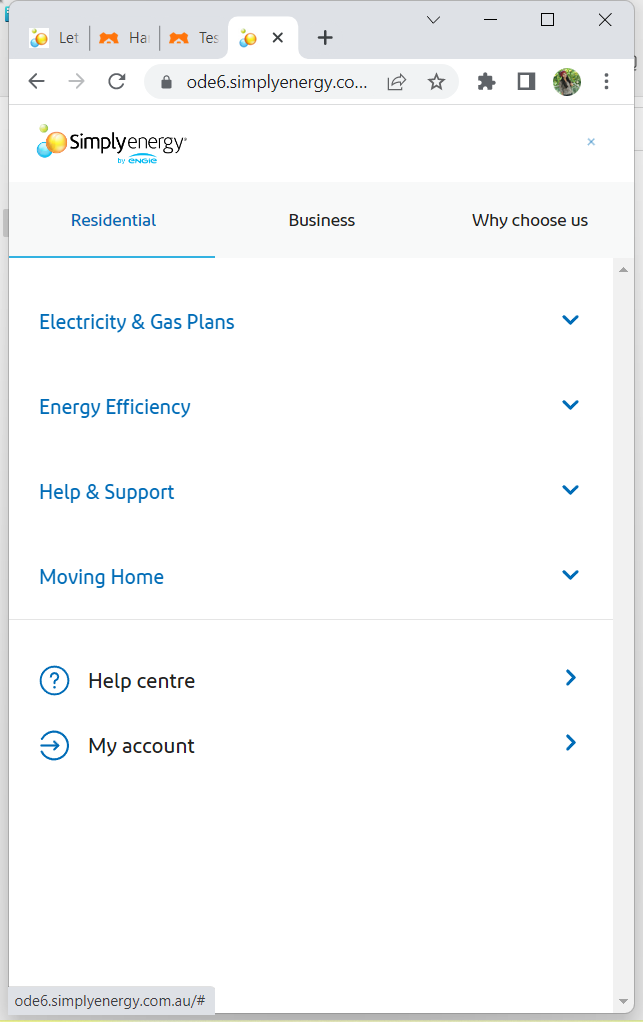 Let
Ha
Tes
ode6.simplyenergy.co...
Simplyenergy
by ENGIE
Residential
Business
Why choose us
Electricity & Gas Plans
Energy Efficiency
Help & Support
Moving Home
Help centre
My account
ode6.simplyenergy.com.au/#